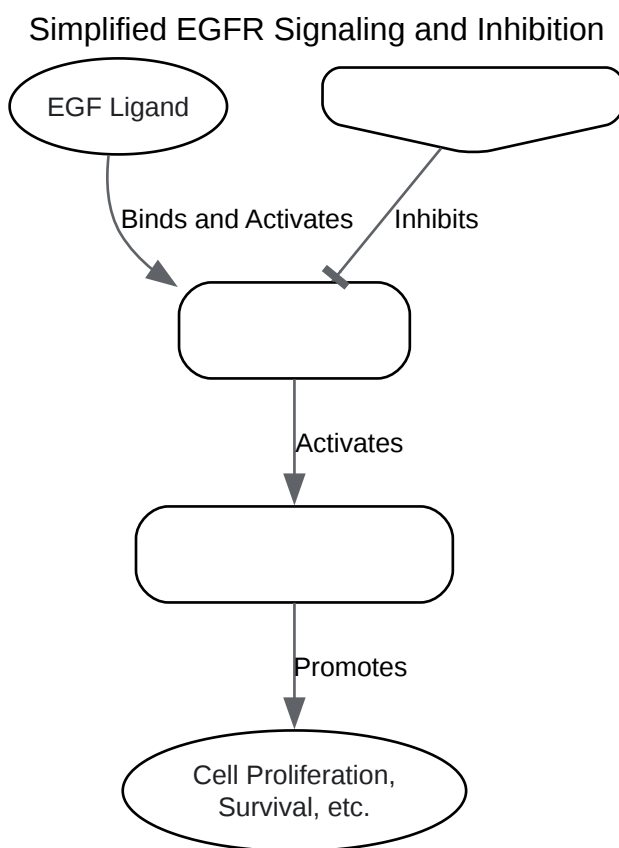 Simplified EGFR Signaling and Inhibition
EGF Ligand
Binds and Activates
Inhibits
Activates
Promotes
Cell Proliferation,
Survival, etc.